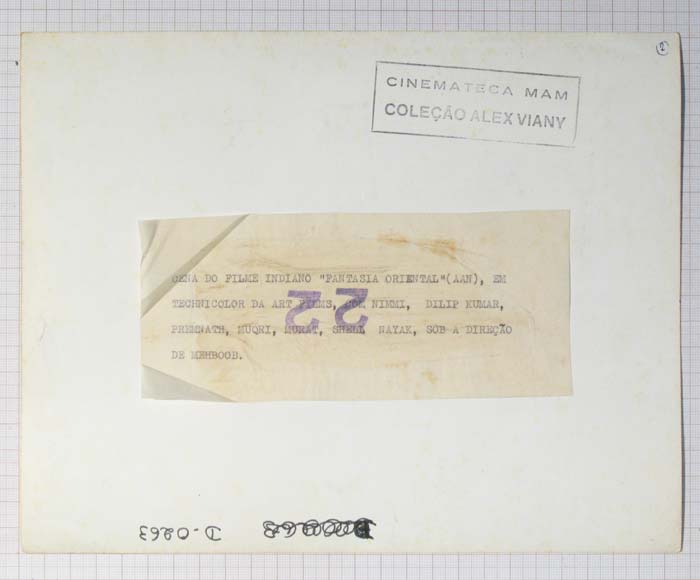 2
CINEMATECA MAM
COLEÇÃO ALEX VIANY
CENA DO FILME INDIANO "FANTASIA ORIENTAL"(AAN), EM
TECHNICOLOR DA ART FILMS, COM NIMMI, DILIP KUMAR,
PREMNATH, MUQRI, MURAT, SHELL NAYAK, SOB A DIREÇÃO
DE MEHBOOB.
22
D-0263